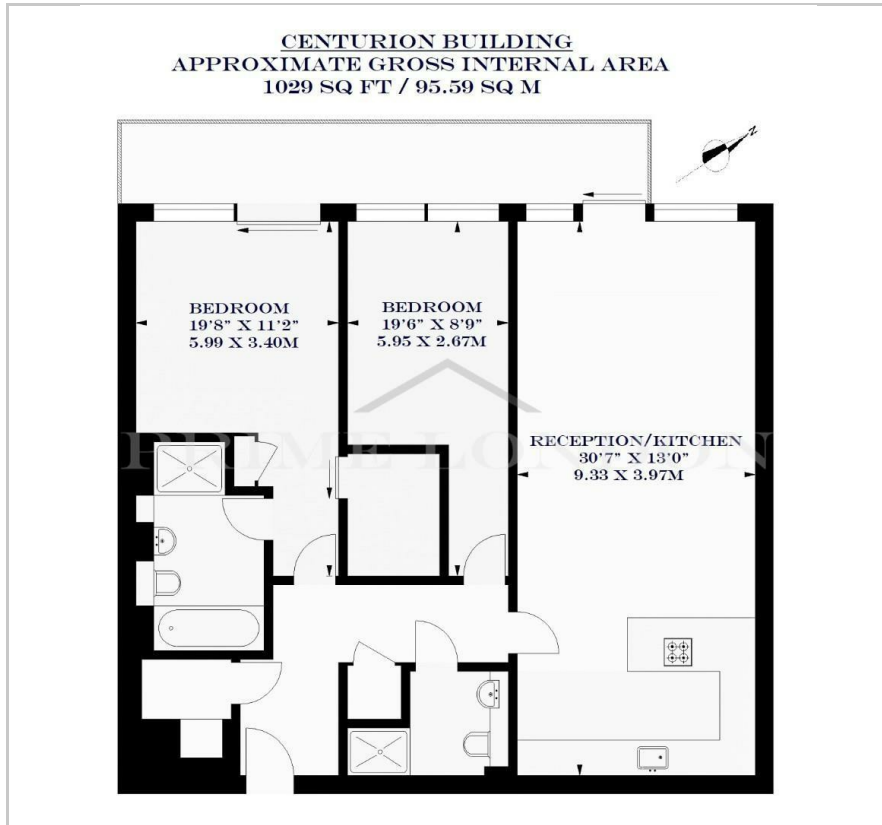 CENTURION BUILDING
APPROXIMATE GROSS INTERNAL AREA
1029 SQ FT / 95.59 SQ M
N
BEDROOM
19'8" X 11'2"
5.99 X 3.40M
BEDROOM
19'6" X 8'9"
5.95 X 2.67M
RECEPTION/KITCHEN
30'7" X 13'0"
9.33 X 3.97M
PRIME LONDON